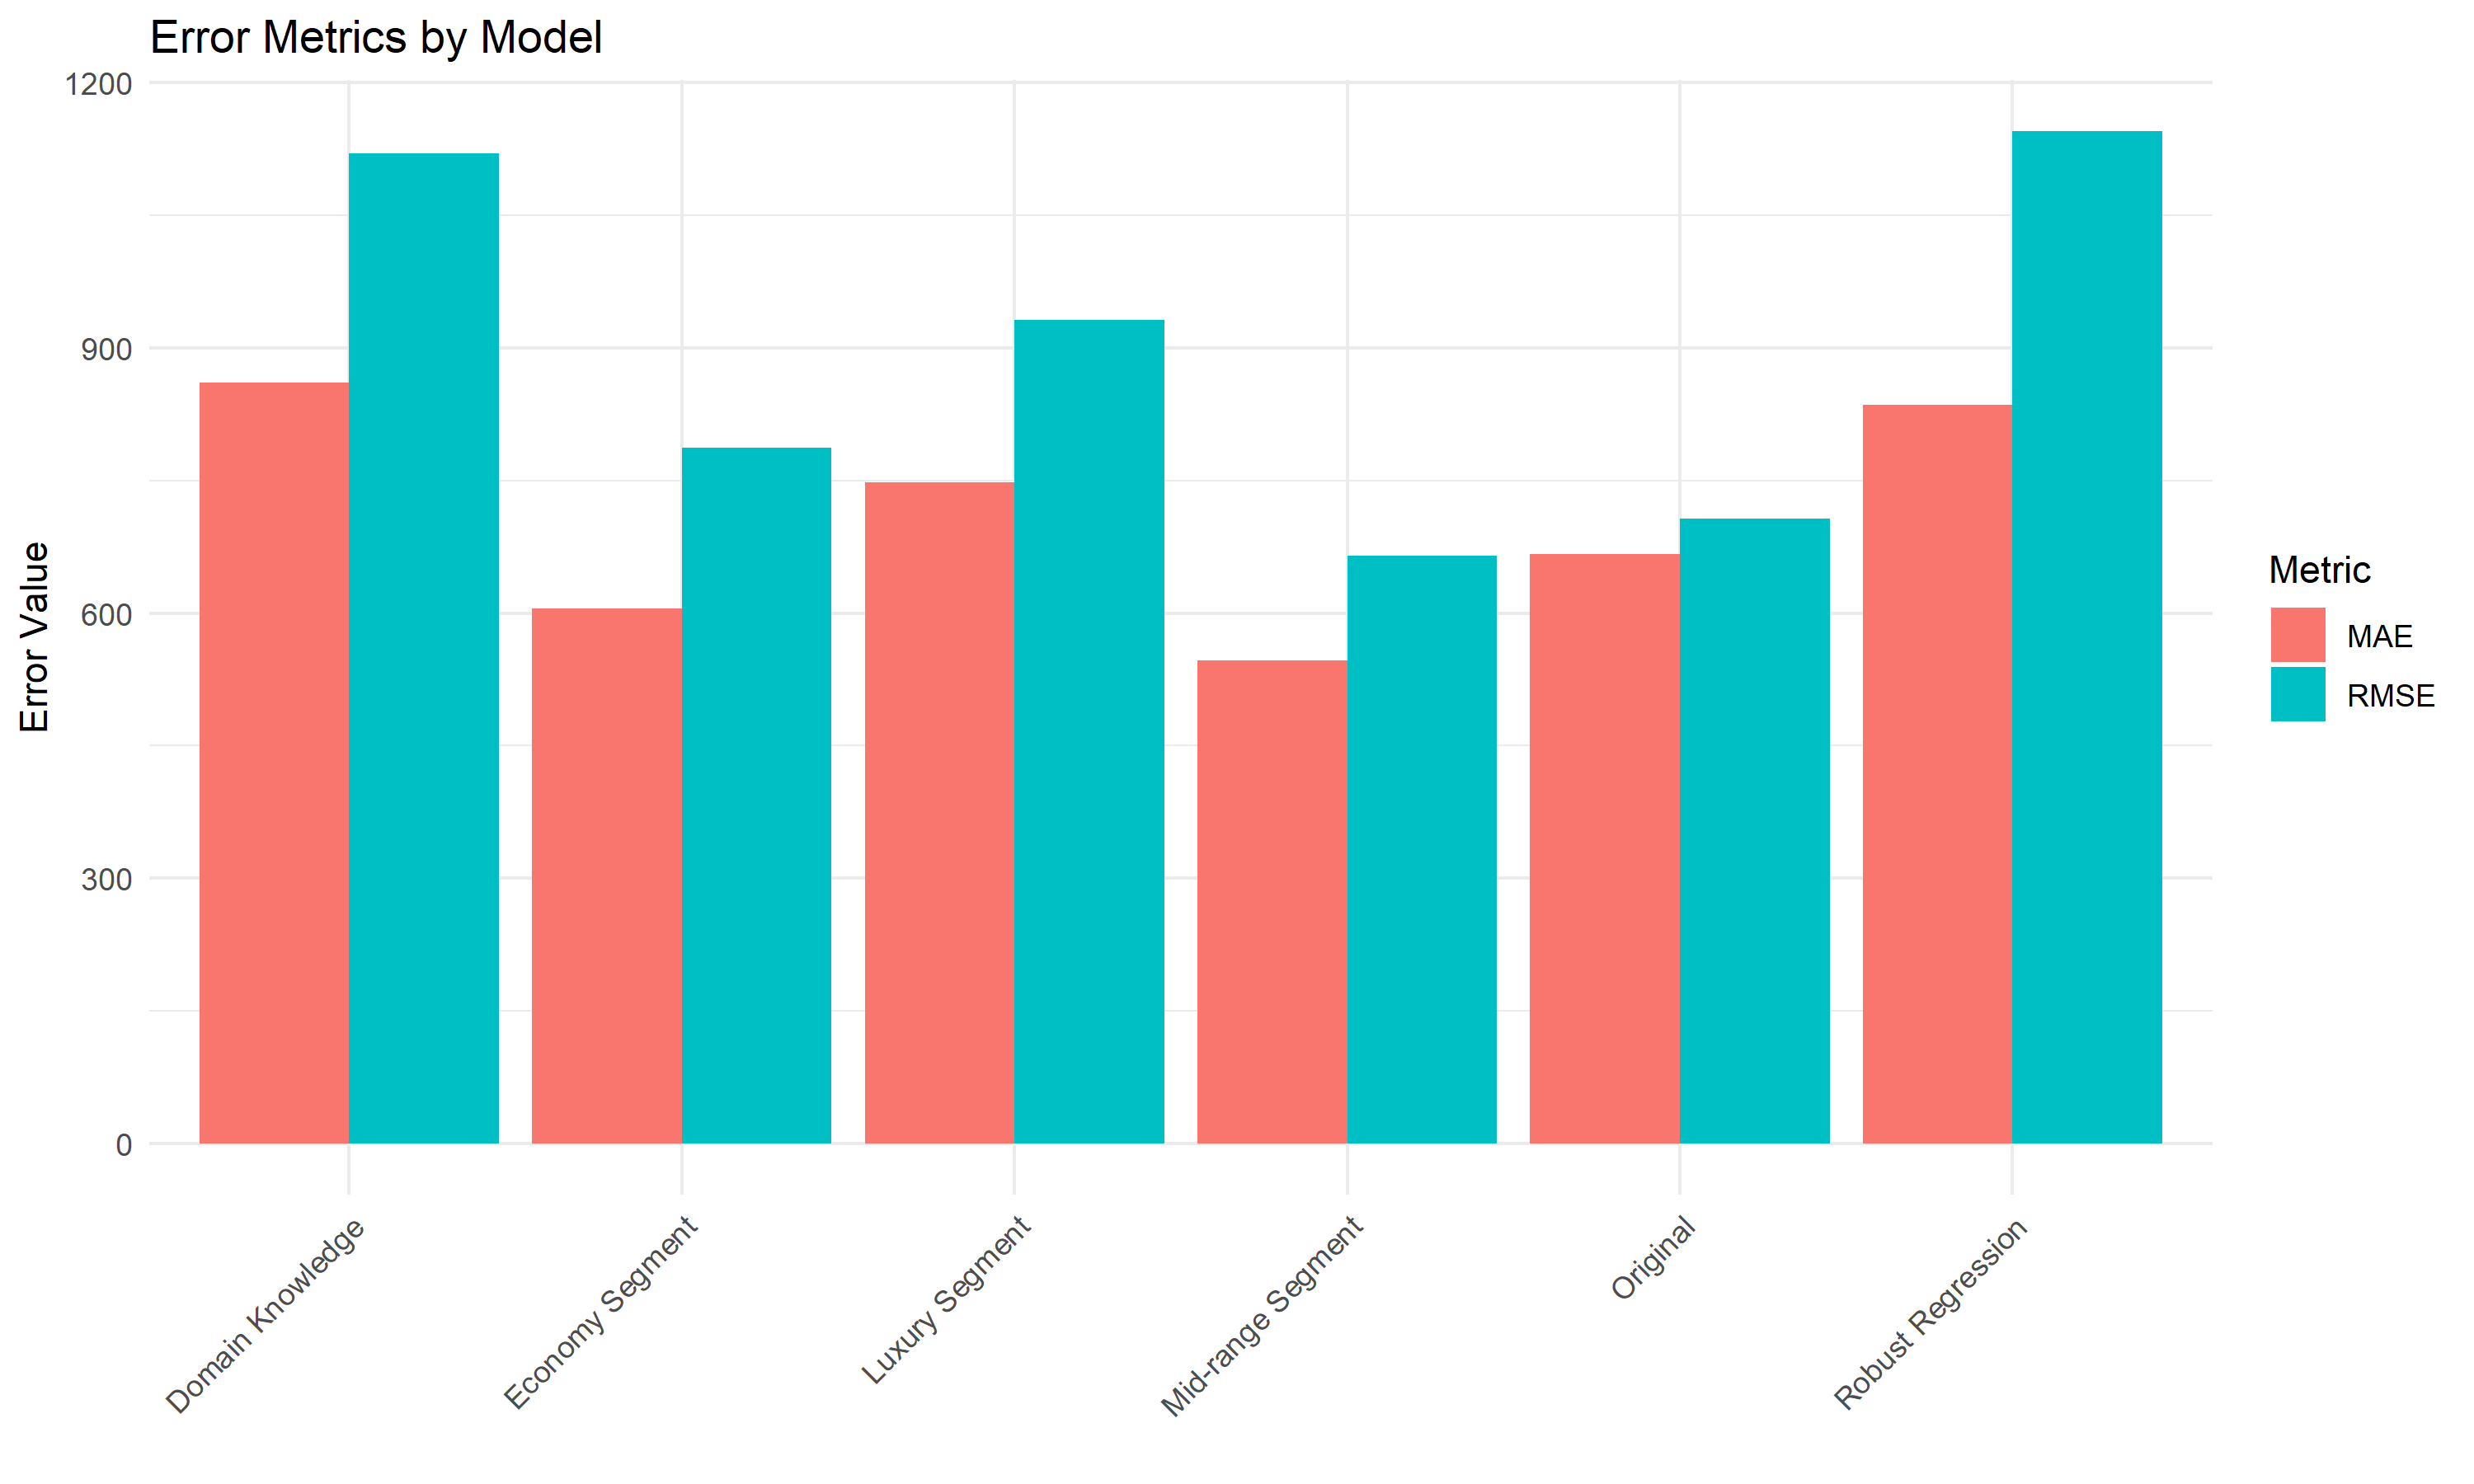 Error Metrics by Model
1200
900
600
300
0
Error Value
Domain Knowledge
Economy Segment
Luxury Segment
Mid-range Segment
Original
Robust Regression
Metric
MAE
RMSE